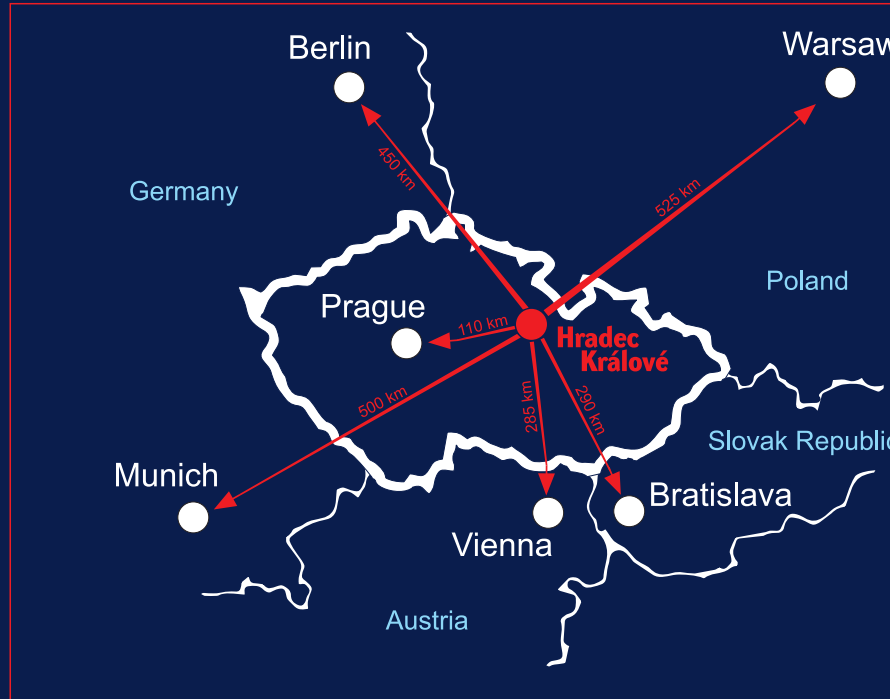 Berlin
Warsaw
450 km
Germany
525 km
Poland
Prague
110 km
Hradec
Králové
500 km
285 km
290 km
Slovak Republic
Munich
Bratislava
Vienna
Austria